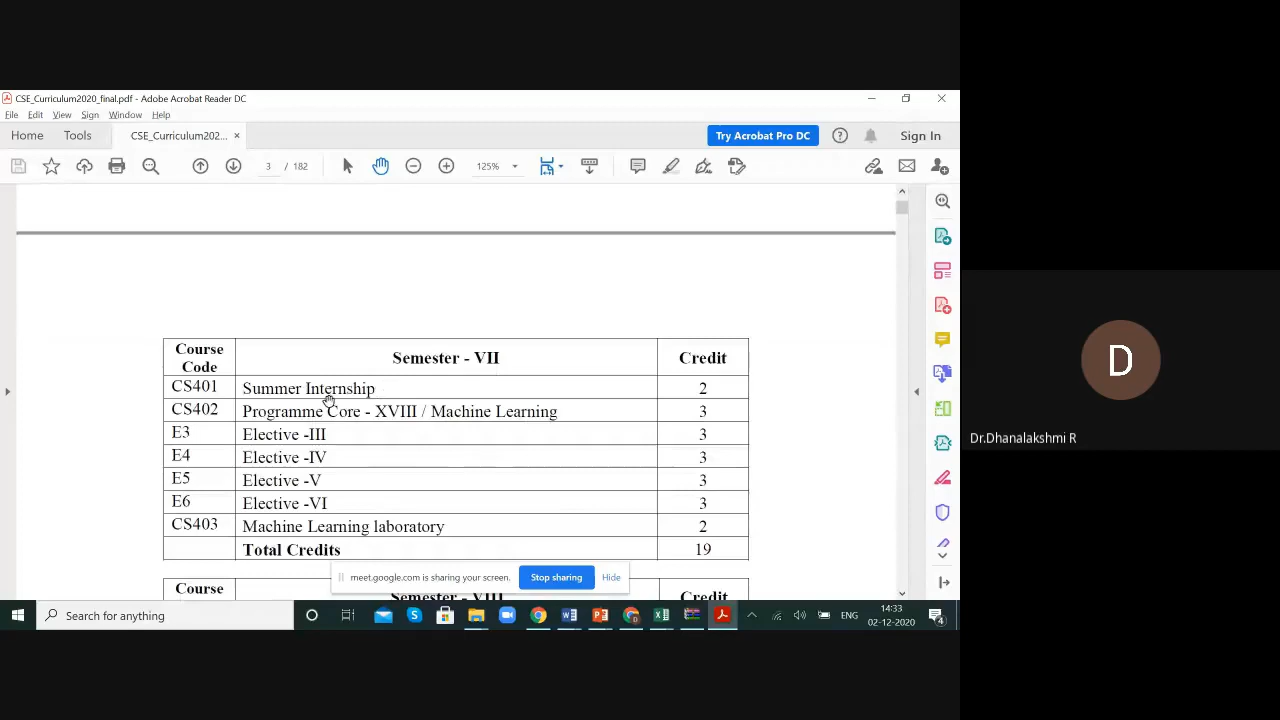 CSE_Curriculum2020_final.pdf - Adobe Acrobat Reader DC
File Edit View Sign Window Help
Home Tools CSE_Curriculum202... × Try Acrobat Pro DC Sign In
3 / 182 125%
Course Code Semester - VII Credit
CS401 Summer Internship 2
CS402 Programme Core - XVIII / Machine Learning 3
E3 Elective -III 3
E4 Elective -IV 3
E5 Elective -V 3
E6 Elective -VI 3
CS403 Machine Learning laboratory 2
Total Credits 19
meet.google.com is sharing your screen. Stop sharing Hide
Course Semester - VIII Credit
Search for anything
ENG 14:33
02-12-2020 4
D
Dr.Dhanalakshmi R